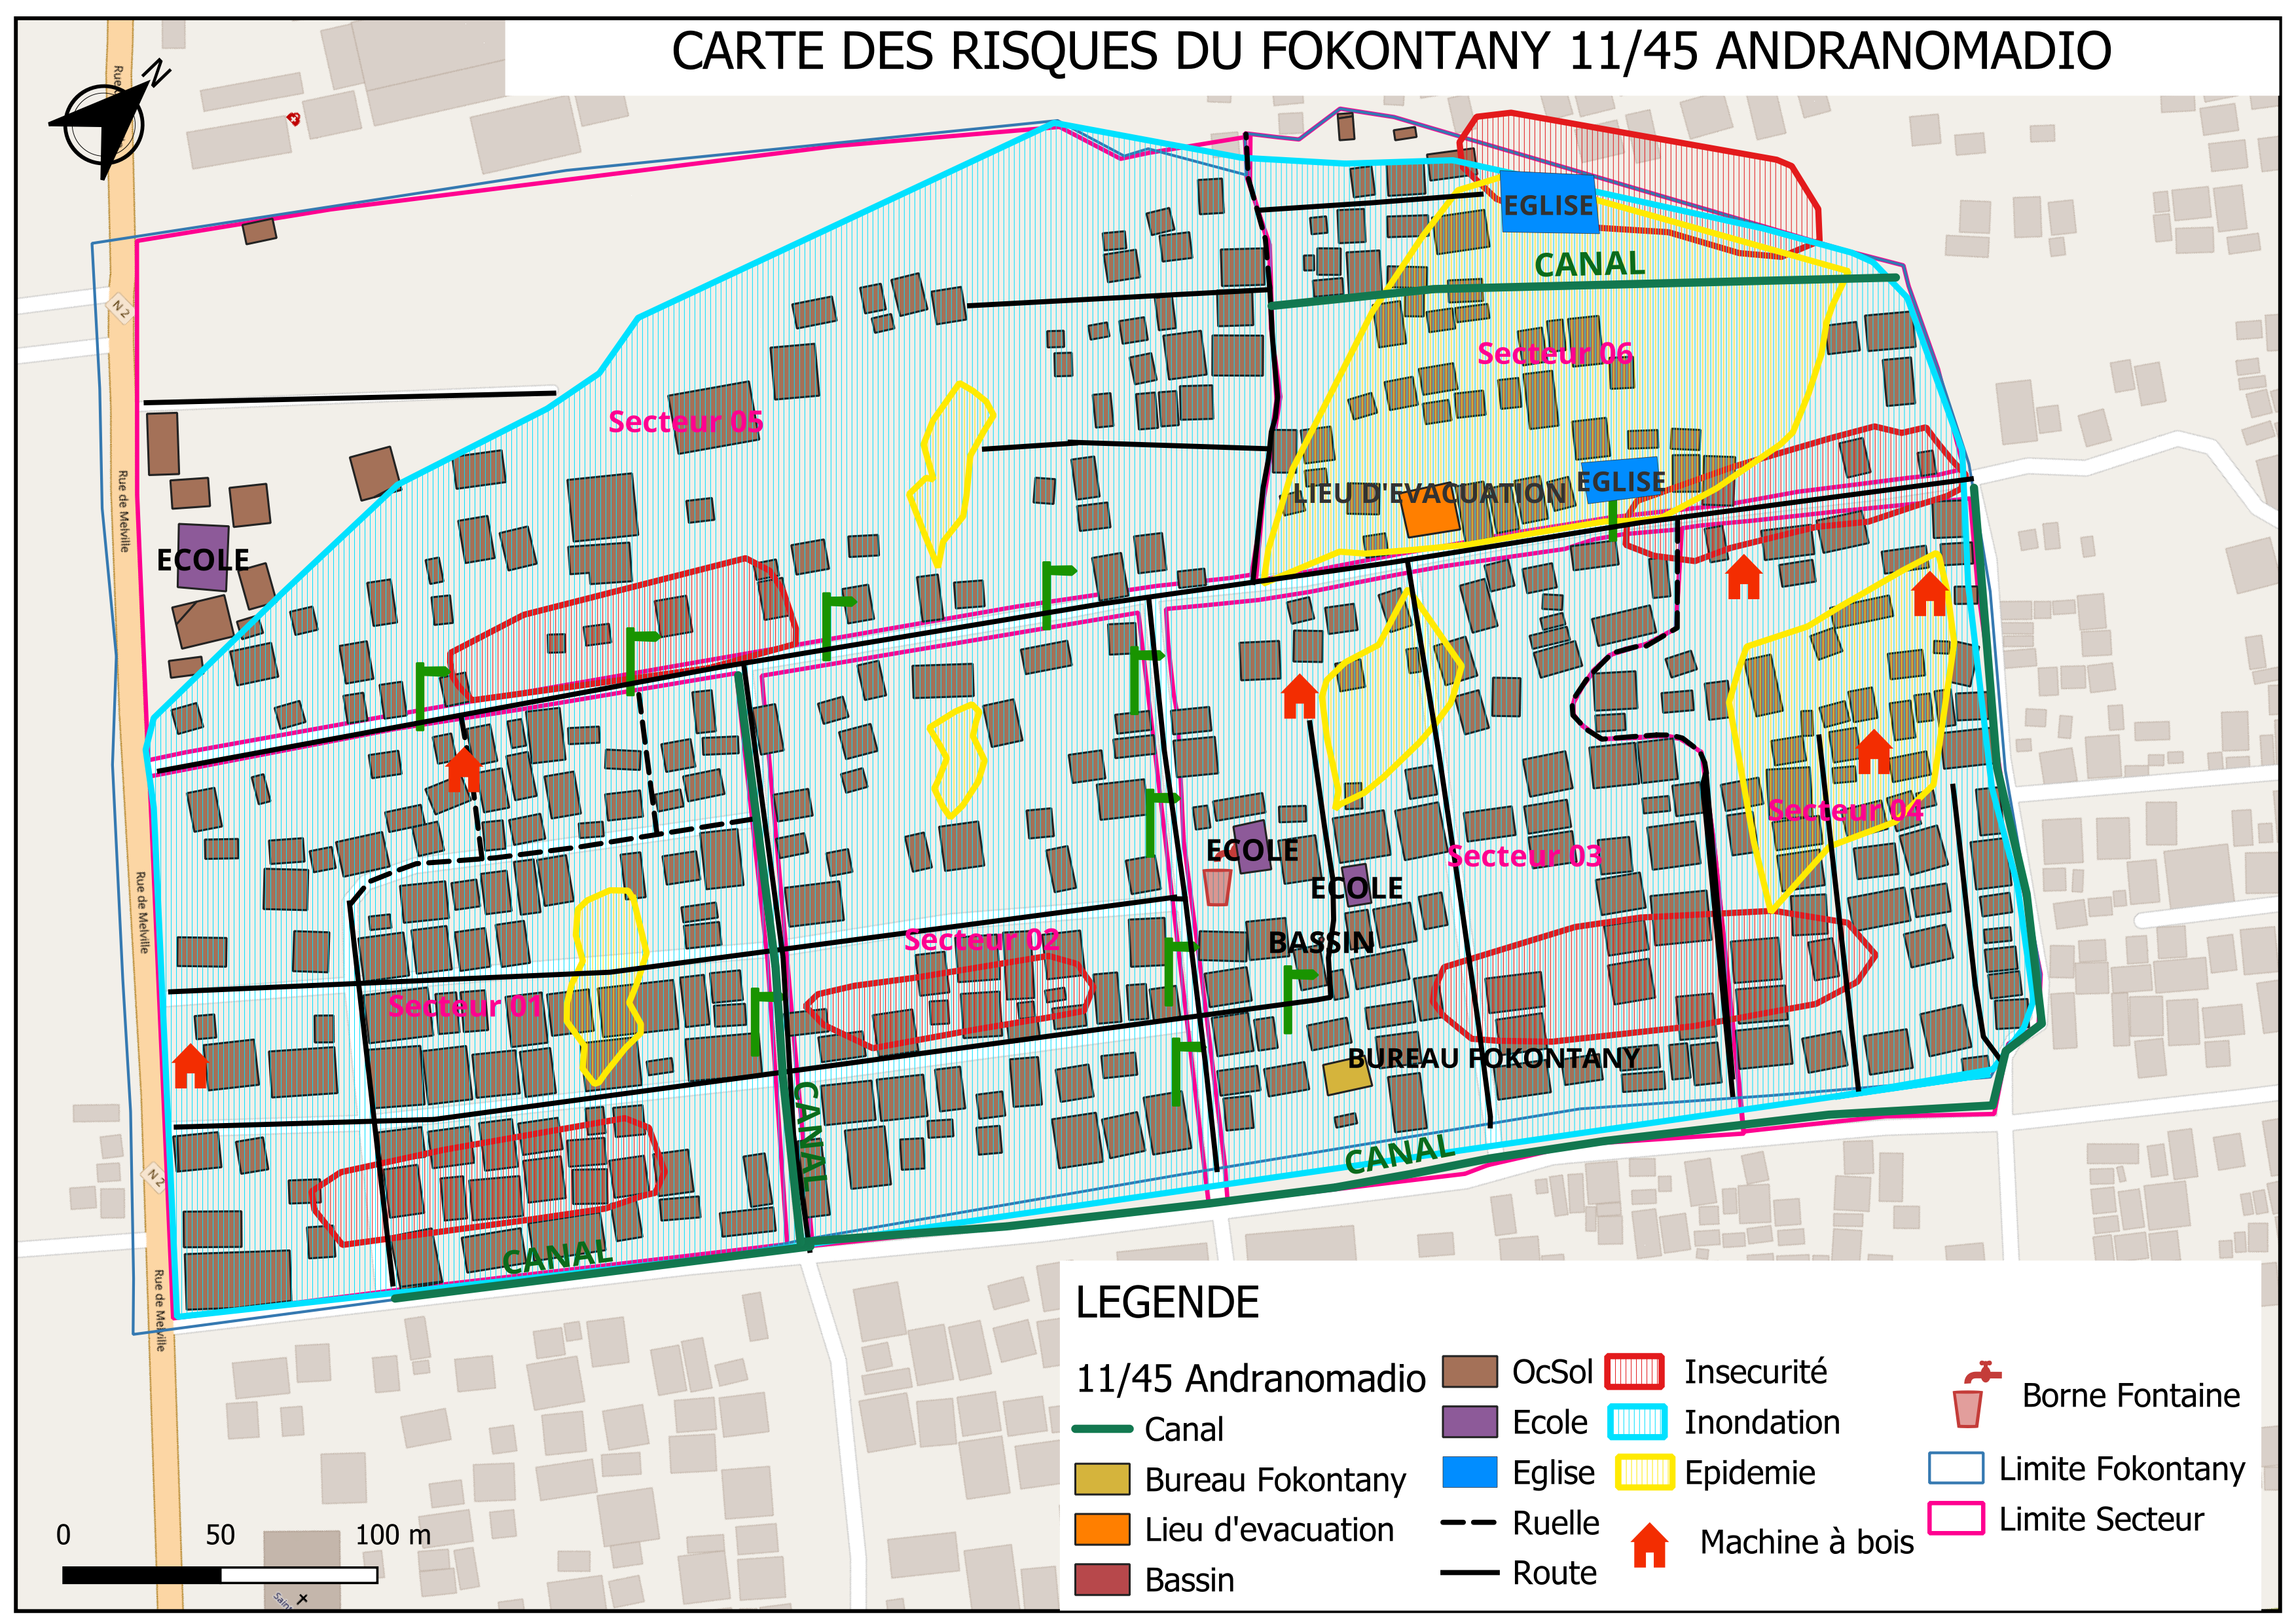 CARTE DES RISQUES DU FOKONTANY 11/45 ANDRANOMADIO
N
EGLISE
CANAL
N 2
Secteur 06
Secteur 05
EGLISE
LIEU D'EVACUATION
Rue de Melville
ECOLE
Secteur 04
ECOLE
Secteur 03
ECOLE
Rue de Melville
Secteur 02
BASSIN
Secteur 01
BUREAU FOKONTANY
CANAL
CANAL
N 2
CANAL
Rue de Melville
LEGENDE
11/45 Andranomadio
Canal
Bureau Fokontany
Lieu d'evacuation
Bassin
OcSol
Ecole
Eglise
Ruelle
Route
Insecurité
Inondation
Epidemie
Machine à bois
Borne Fontaine
Limite Fokontany
Limite Secteur
0 50 100 m